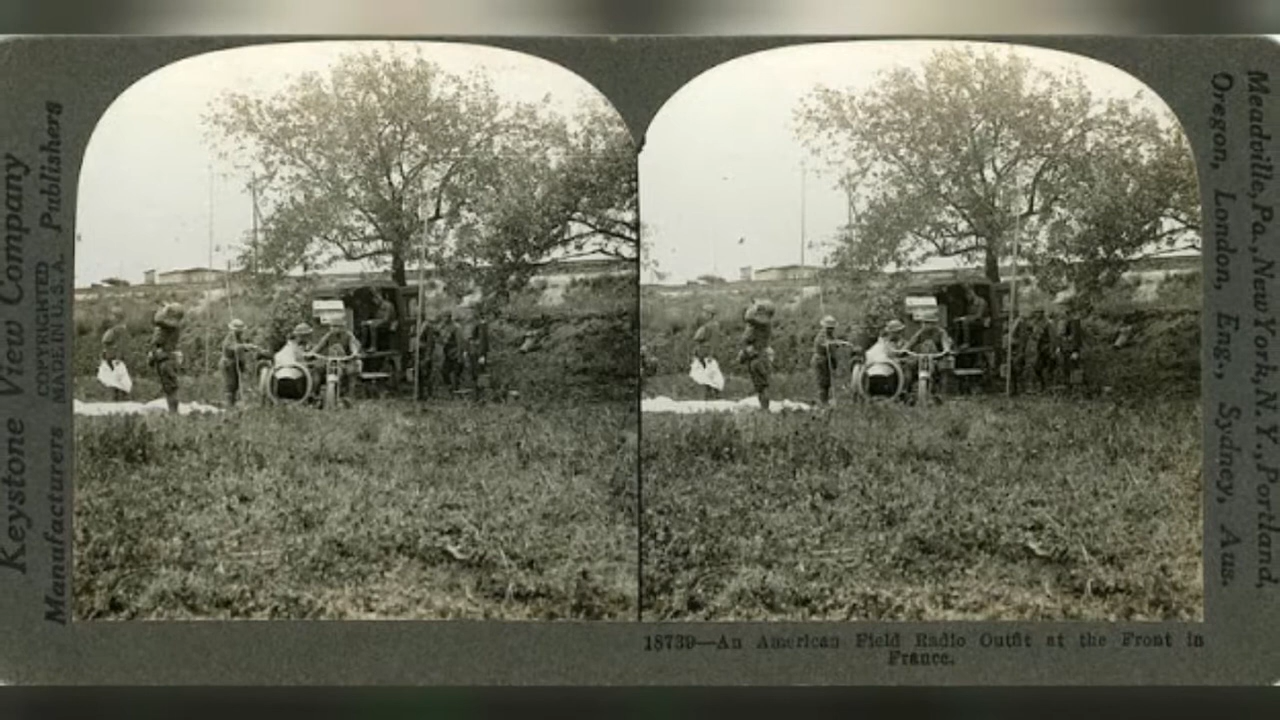 Keystone View Company
COPYRIGHTED
MADE IN U.S.A.
Manufacturers Publishers
Meadville, Pa., New York, N.Y., Portland,
Oregon, London, Eng., Sydney, Aus.
18739—An American Field Radio Outfit at the Front in
France.